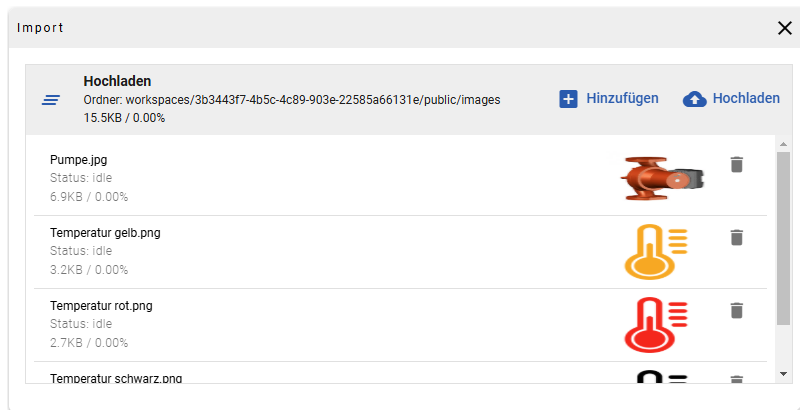 Import
Hochladen
Ordner: workspaces/3b3443f7-4b5c-4c89-903e-22585a66131e/public/images
15.5KB / 0.00%
Hinzufügen
Hochladen
Pumpe.jpg
Status: idle
6.9KB / 0.00%
Temperatur gelb.png
Status: idle
3.2KB / 0.00%
Temperatur rot.png
Status: idle
2.7KB / 0.00%
Temperatur schwarz.png